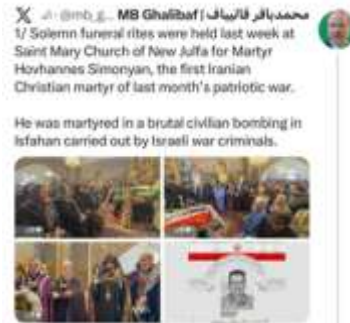 @mb_g... MB Ghalibaf | محمدباقر قالیباف
1/ Solemn funeral rites were held last week at
Saint Mary Church of New Julfa for Martyr
Hovhannes Simonyan, the first Iranian
Christian martyr of last month's patriotic war.
He was martyred in a brutal civilian bombing in
Isfahan carried out by Israeli war criminals.